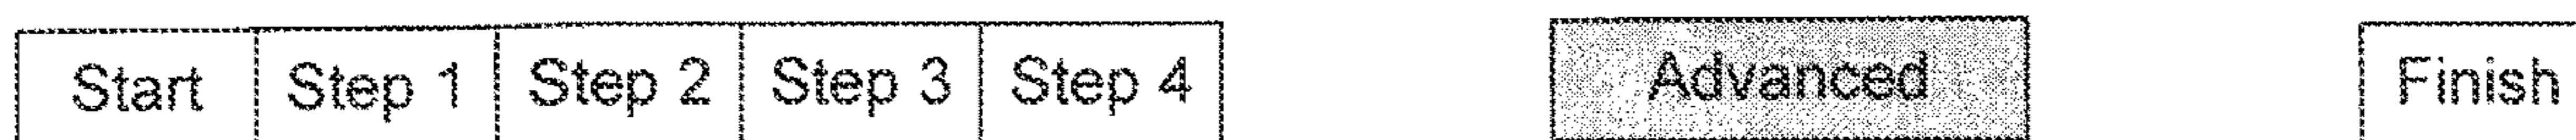 Start Step 1 Step 2 Step 3 Step 4 Advanced Finish